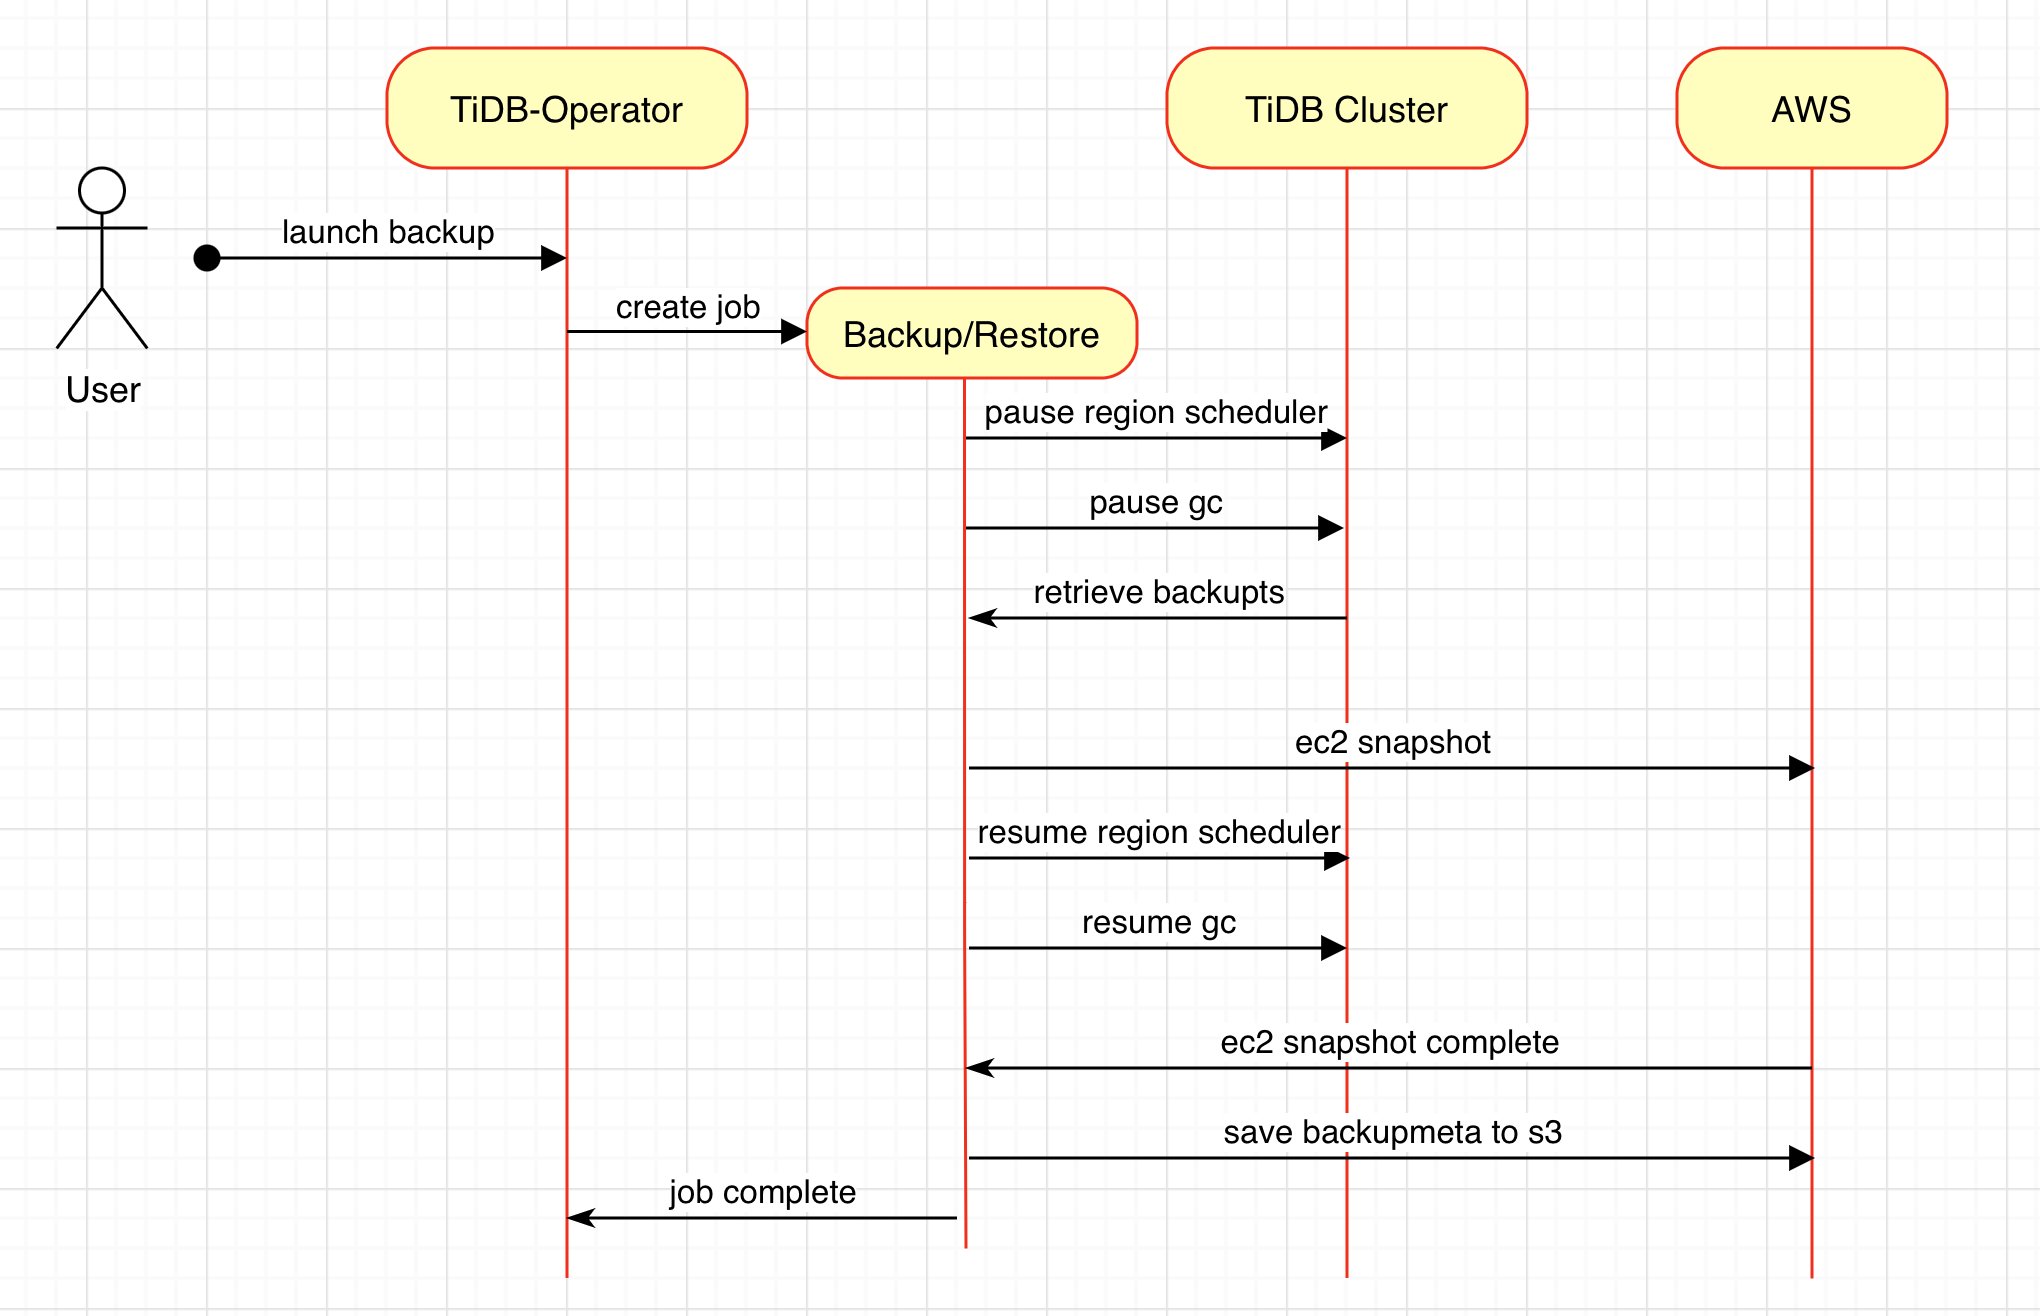 TiDB-Operator
TiDB Cluster
AWS
launch backup
create job
Backup/Restore
User
pause region scheduler
pause gc
retrieve backupts
ec2 snapshot
resume region scheduler
resume gc
ec2 snapshot complete
save backupmeta to s3
job complete